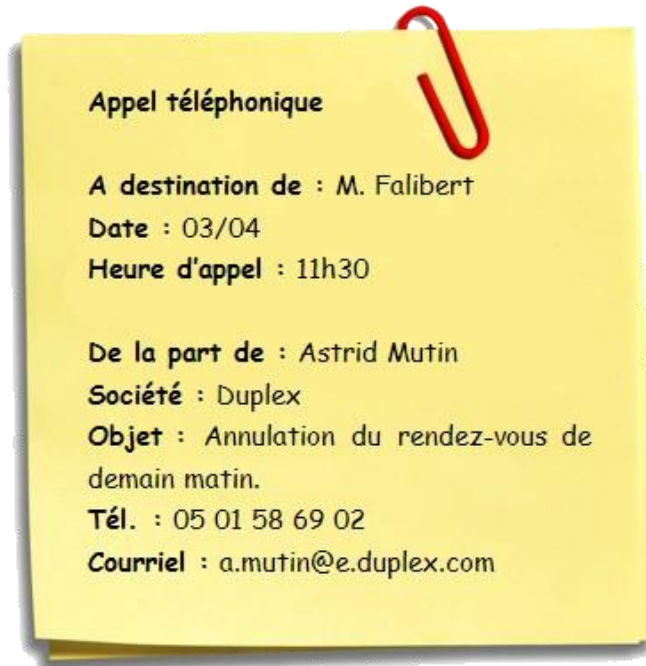 Appel téléphonique
A destination de : M. Falibert
Date : 03/04
Heure d'appel : 11h30
De la part de : Astrid Mutin
Société : Duplex
Objet : Annulation du rendez-vous de
demain matin.
Tél. : 05 01 58 69 02
Courriel : a.mutin@e.duplex.com